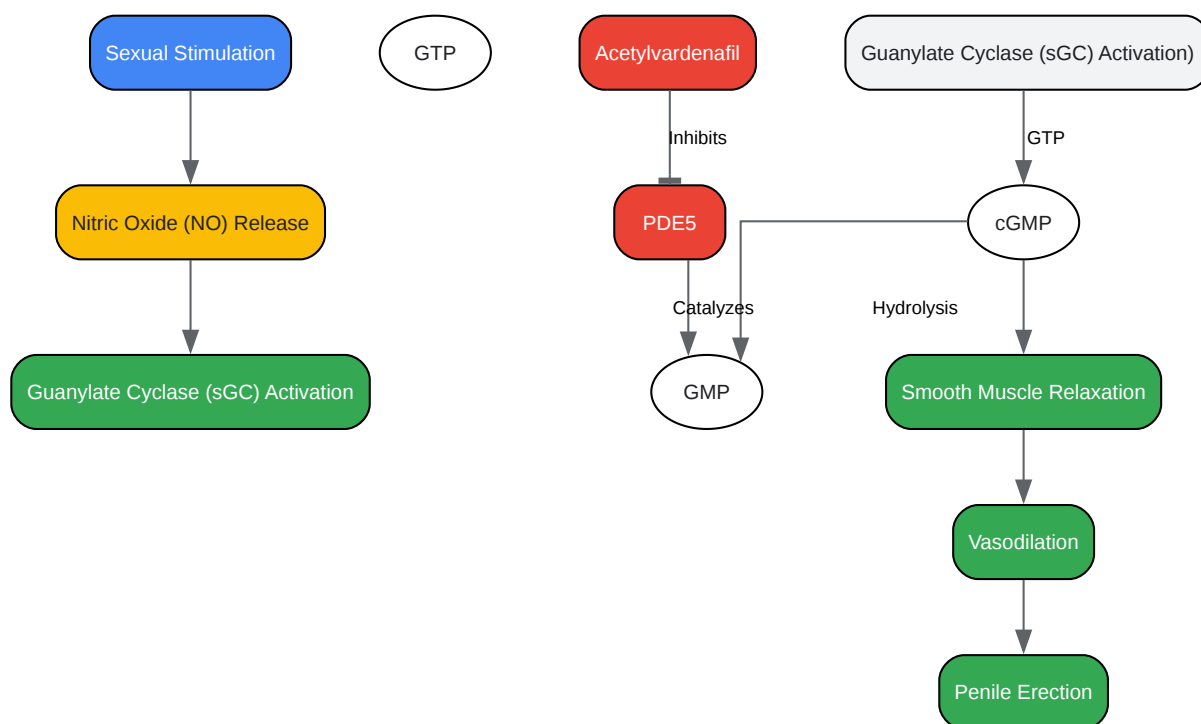 Sexual Stimulation
GTP
Acetylvardenafil
Guanylate Cyclase (sGC) Activation)
Inhibits
GTP
Nitric Oxide (NO) Release
PDE5
cGMP
Catalyzes
Hydrolysis
Guanylate Cyclase (sGC) Activation
GMP
Smooth Muscle Relaxation
Vasodilation
Penile Erection